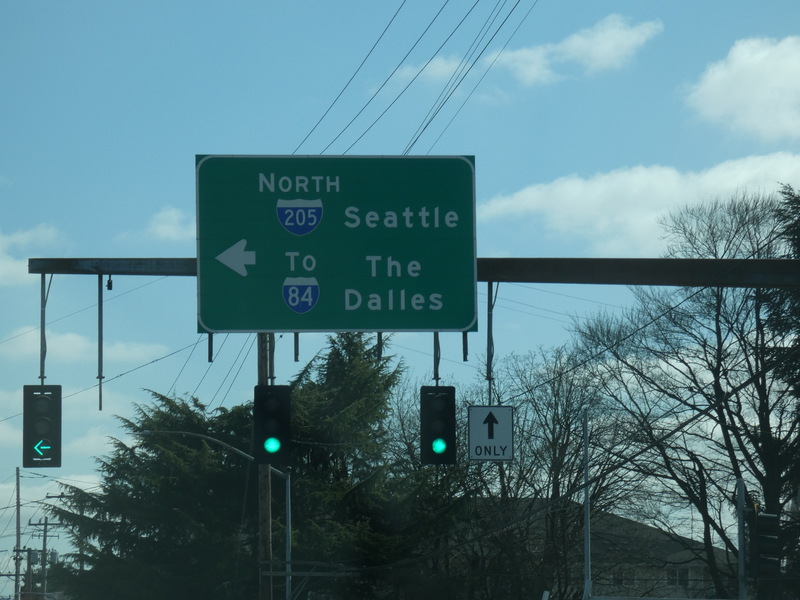 NORTH
205 Seattle
TO The
84 Dalles
ONLY